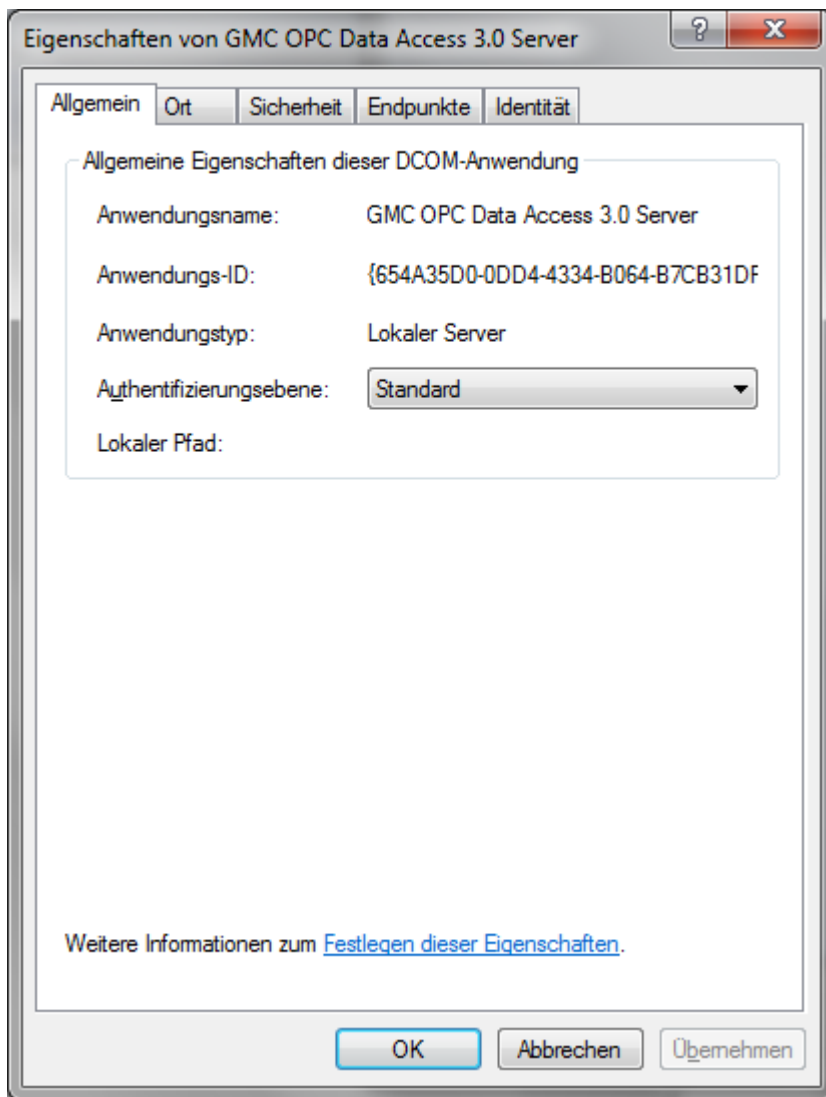 Eigenschaften von GMC OPC Data Access 3.0 Server
Allgemein Ort Sicherheit Endpunkte Identität
Allgemeine Eigenschaften dieser DCOM-Anwendung
Anwendungsname: GMC OPC Data Access 3.0 Server
Anwendungs-ID: {654A35D0-0DD4-4334-B064-B7CB31DF
Anwendungstyp: Lokaler Server
Authentifizierungsebene: Standard
Lokaler Pfad:
Weitere Informationen zum Festlegen dieser Eigenschaften.
OK Abbrechen Übernehmen